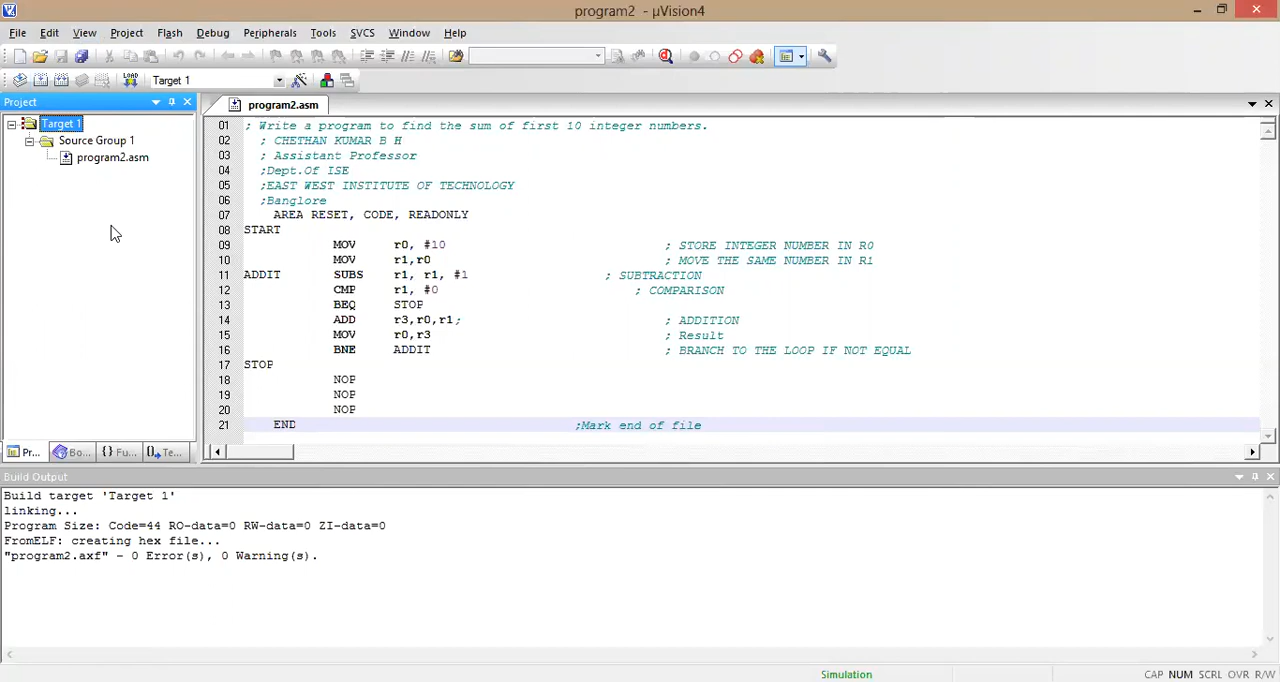 program2 - µVision4
File Edit View Project Flash Debug Peripherals Tools SVCS Window Help
LOAD Target 1
Project
program2.asm
Target 1
Source Group 1
program2.asm
01 ; Write a program to find the sum of first 10 integer numbers.
02 ; CHETHAN KUMAR B H
03 ; Assistant Professor
04 ;Dept.Of ISE
05 ;EAST WEST INSTITUTE OF TECHNOLOGY
06 ;Banglore
07 AREA RESET, CODE, READONLY
08 START
09 MOV r0, #10 ; STORE INTEGER NUMBER IN R0
10 MOV r1,r0 ; MOVE THE SAME NUMBER IN R1
11 ADDIT SUBS r1, r1, #1 ; SUBTRACTION
12 CMP r1, #0 ; COMPARISON
13 BEQ STOP
14 ADD r3,r0,r1; ; ADDITION
15 MOV r0,r3 ; Result
16 BNE ADDIT ; BRANCH TO THE LOOP IF NOT EQUAL
17 STOP
18 NOP
19 NOP
20 NOP
21 END ;Mark end of file
Pr... Bo... {} Fu... Te...
Build Output
Build target 'Target 1'
linking...
Program Size: Code=44 RO-data=0 RW-data=0 ZI-data=0
FromELF: creating hex file...
"program2.axf" - 0 Error(s), 0 Warning(s).
Simulation
CAP NUM SCRL OVR R/W